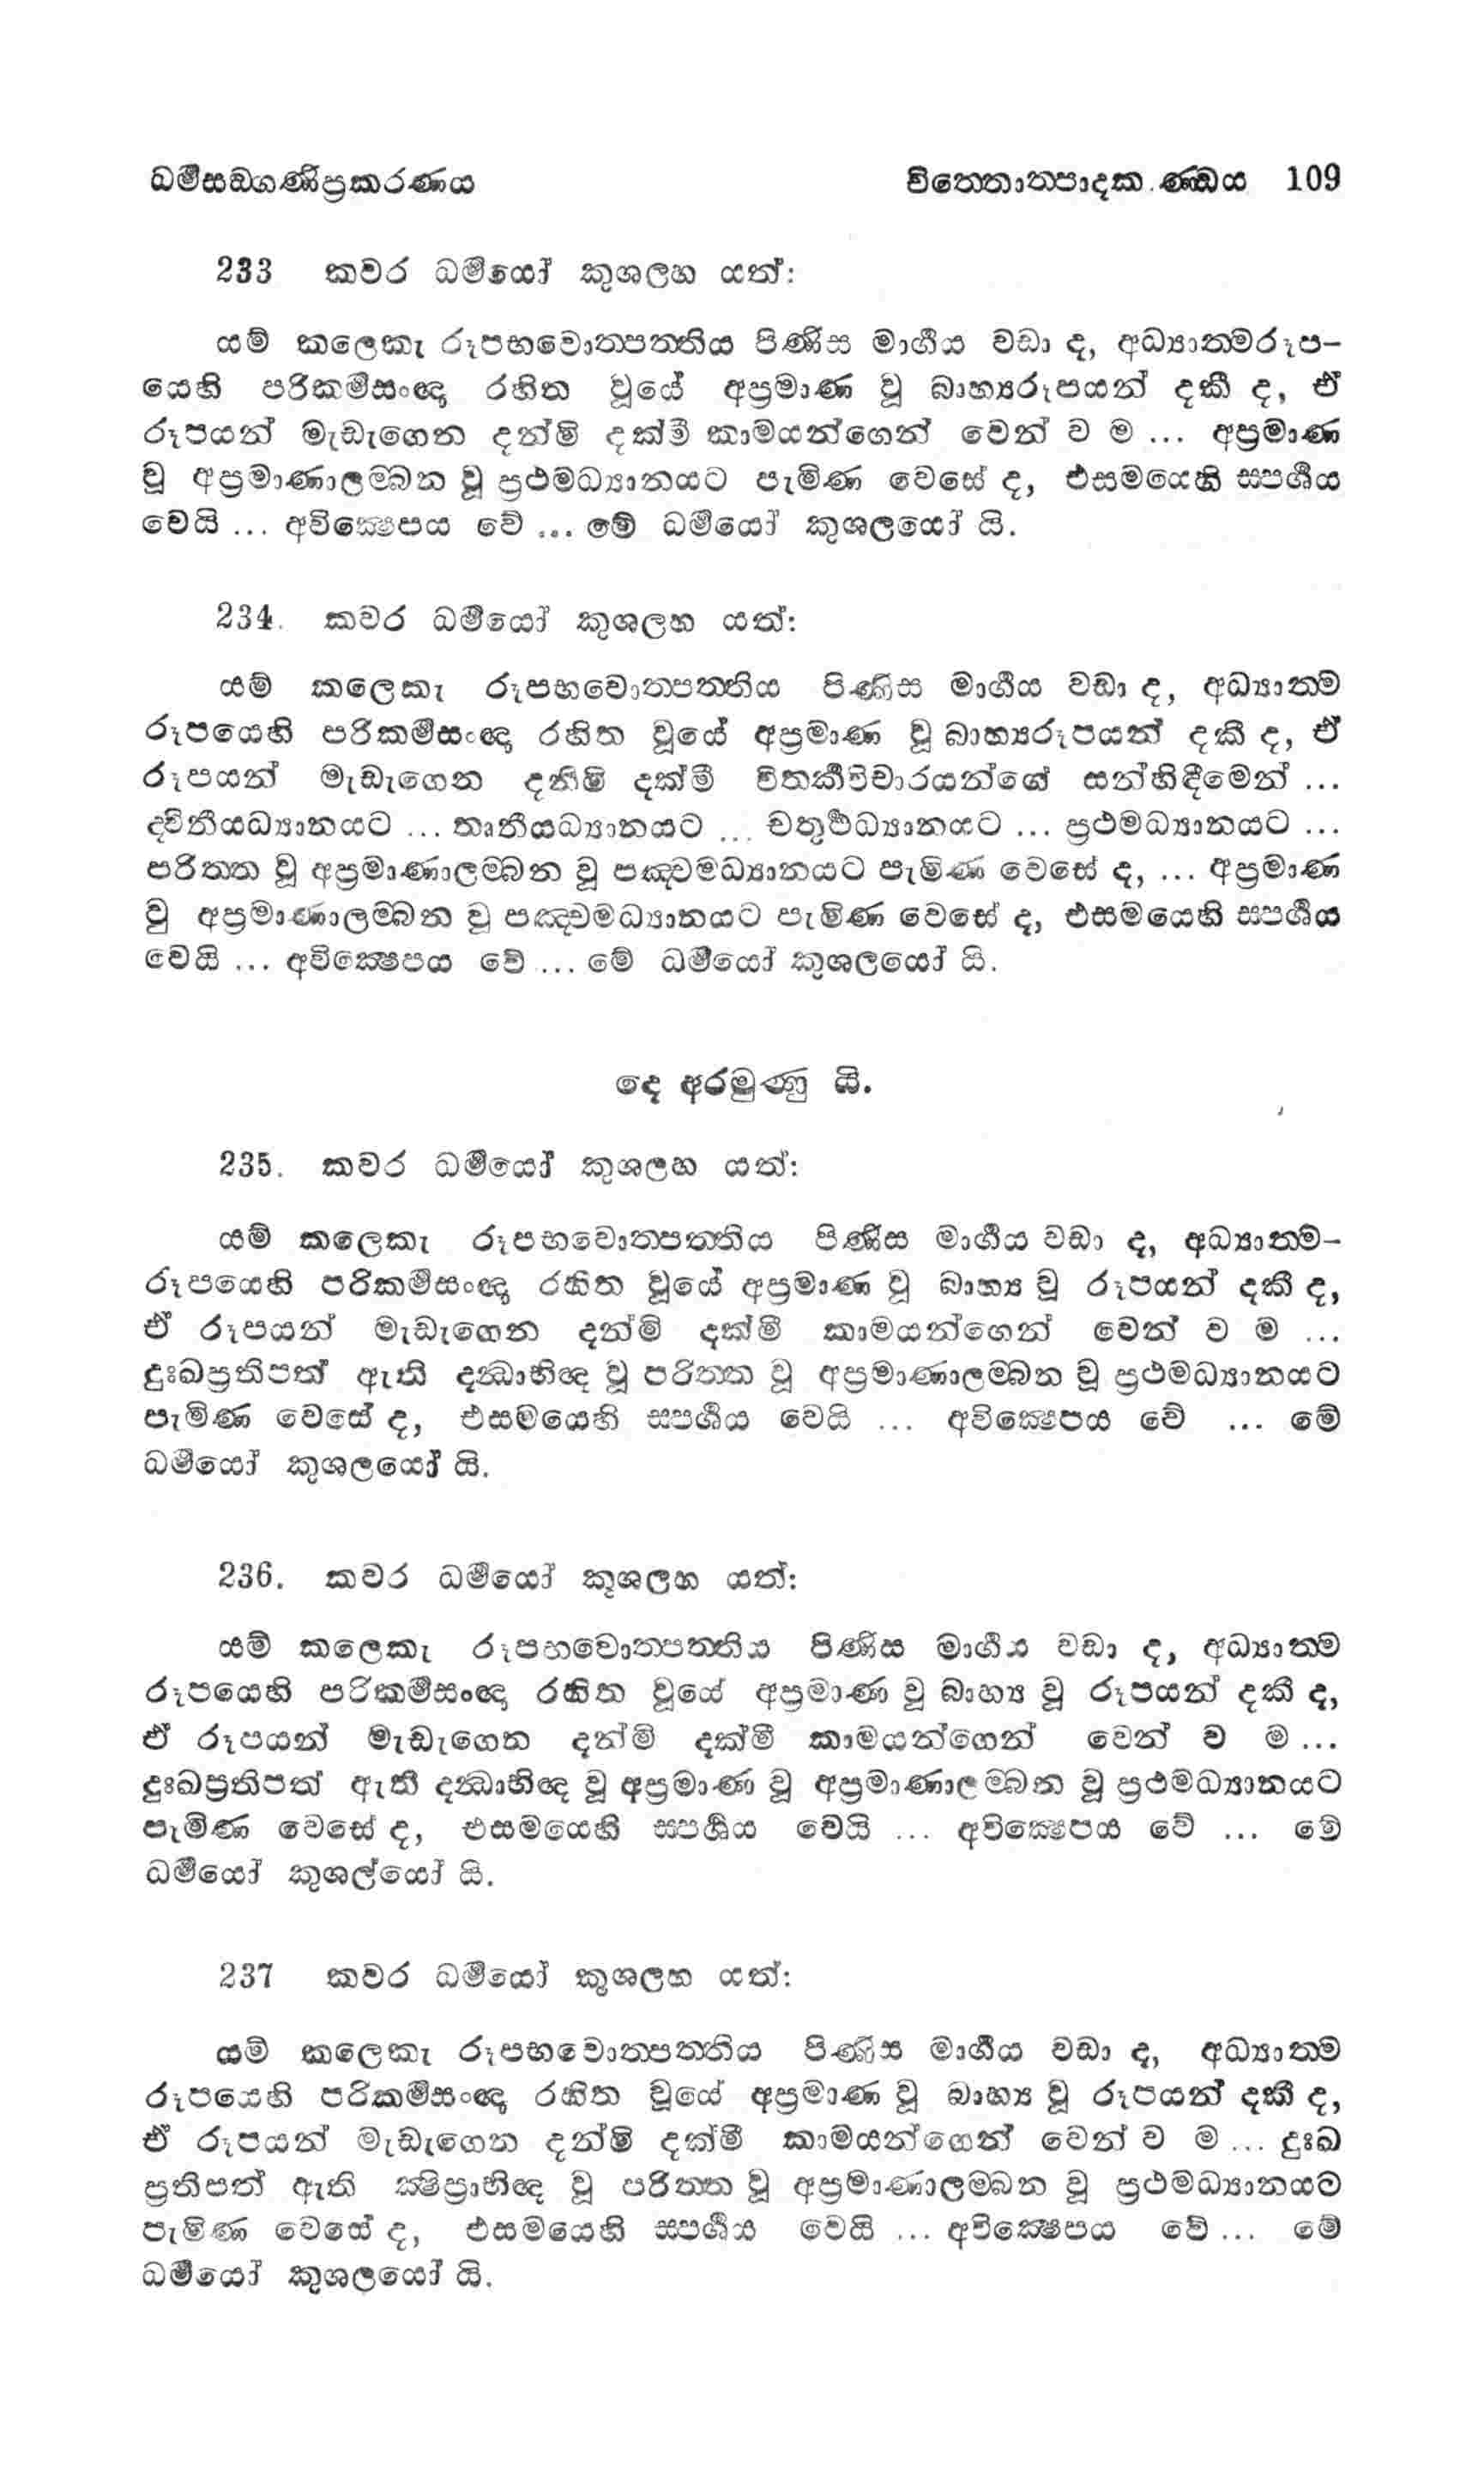 ධර්‍මසඞ්ගණිප්‍රකරණය චිත්තෝත්පාදක ණ්ඩය 109
233 කවර ධර්‍මයෝ කුශලහ යත්:
යම් කලෙකැ රූපභවොත්පත්තිය පිණිස මාර්‍ගය වඩා ද, අධ්‍යාත්මරූප-
යෙහි පරිකර්‍මසංඥා රහිත වූයේ අප්‍රමාණ වූ බාහ්‍යරූපයන් දකී ද, ඒ
රූපයන් මැඩැගෙන දන්මි දක්මී කාමයන්ගෙන් වෙන් ව ම ... අප්‍රමාණ
වූ අප්‍රමාණාලම්බන වූ ප්‍රථමධ්‍යානයට පැමිණ වෙසේ ද, එසමයෙහි ස්පර්‍ශය
වෙයි ... අවික්‍ෂෙපය වේ ... මේ ධර්‍මයෝ කුශලයෝ යි.
234. කවර ධර්‍මයෝ කුශලහ යත්:
යම් කලෙකැ රූපභවොත්පත්තිය පිණිස මාර්‍ගය වඩා ද, අධ්‍යාත්ම
රූපයෙහි පරිකර්‍මසංඥා රහිත වූයේ අප්‍රමාණ වූ බාහ්‍යරූපයන් දකී ද, ඒ
රූපයන් මැඩැගෙන දනිමි දක්මී විතර්‍කවිචාරයන්ගේ සන්හිඳීමෙන් ...
ද්විතීයධ්‍යානයට ... තෘතීයධ්‍යානයට ... චතුර්‍ථධ්‍යානයට ... ප්‍රථමධ්‍යානයට ...
පරිත්ත වූ අප්‍රමාණාලම්බන වූ පඤ්චමධ්‍යානයට පැමිණ වෙසේ ද, ... අප්‍රමාණ
වු අප්‍රමාණාලම්බන වූ පඤ්චමධ්‍යානයට පැමිණ වෙසේ ද, එසමයෙහි ස්පර්‍ශය
වෙයි ... අවික්‍ෂෙපය වේ ... මේ ධර්‍මයෝ කුශලයෝ යි.
දෙ අරමුණු යි.
235. කවර ධර්‍මයෝ කුශලහ යත්:
යම් කලෙකැ රූපභවොත්පත්තිය පිණිස මාර්‍ගය වඩා ද, අධ්‍යාත්ම-
රූපයෙහි පරිකර්‍මසංඥා රහිත වූයේ අප්‍රමාණ වූ බාහ්‍ය වූ රූපයන් දකී ද,
ඒ රූපයන් මැඩැගෙන දන්මි දක්මී කාමයන්ගෙන් වෙන් ව ම ...
දුඃඛප්‍රතිපත් ඇති දන්ධාභිඥ වූ පරිත්ත වූ අප්‍රමාණාලම්බන වූ ප්‍රථමධ්‍යානයට
පැමිණ වෙසේ ද, එසමයෙහි ස්පර්‍ශය වෙයි ... අවික්‍ෂෙපය වේ ... මේ
ධර්‍මයෝ කුශලයෝ යි.
236. කවර ධර්‍මයෝ කුශලහ යත්:
යම් කලෙකැ රූපභවොත්පත්තිය පිණිස මාර්‍ගය වඩා ද, අධ්‍යාත්ම
රූපයෙහි පරිකර්‍මසංඥා රහිත වූයේ අප්‍රමාණ වූ බාහ්‍ය වූ රූපයන් දකී ද,
ඒ රූපයන් මැඩැගෙන දන්මි දක්මී කාමයන්ගෙන් වෙන් ව ම ...
දුඃඛප්‍රතිපත් ඇති දන්ධාභිඥ වූ අප්‍රමාණ වූ අප්‍රමාණාලම්බන වූ ප්‍රථමධ්‍යානයට
පැමිණ වෙසේ ද, එසමයෙහි ස්පර්‍ශය වෙයි ... අවික්‍ෂෙපය වේ ... මේ
ධර්‍මයෝ කුශල්යෝ යි.
237 කවර ධර්‍මයෝ කුශලහ යත්:
යම් කලෙකැ රූපභවොත්පත්තිය පිණිස මාර්‍ගය වඩා ද, අධ්‍යාත්ම
රූපයෙහි පරිකර්‍මසංඥා රහිත වූයේ අප්‍රමාණ වූ බාහ්‍ය වූ රූපයන් දකී ද,
ඒ රූපයන් මැඩැගෙන දන්මි දක්මී කාමයන්ගෙන් වෙන් ව ම ... දුඃඛ
ප්‍රතිපත් ඇති ක්‍ෂිප්‍රාභිඥ වූ පරිත්ත වූ අප්‍රමාණාලම්බන වූ ප්‍රථමධ්‍යානයට
පැමිණ වෙසේ ද, එසමයෙහි ස්පර්‍ශය වෙයි ... අවික්‍ෂෙපය වේ ... මේ
ධර්‍මයෝ කුශලයෝ යි.